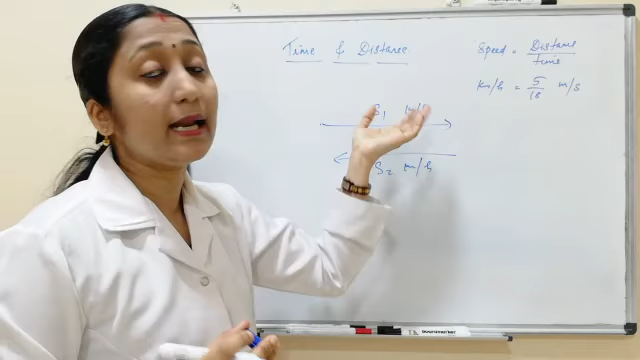 Time & Distance
Speed = Distance
time
Km/h = 5
18 m/s
S1
S2